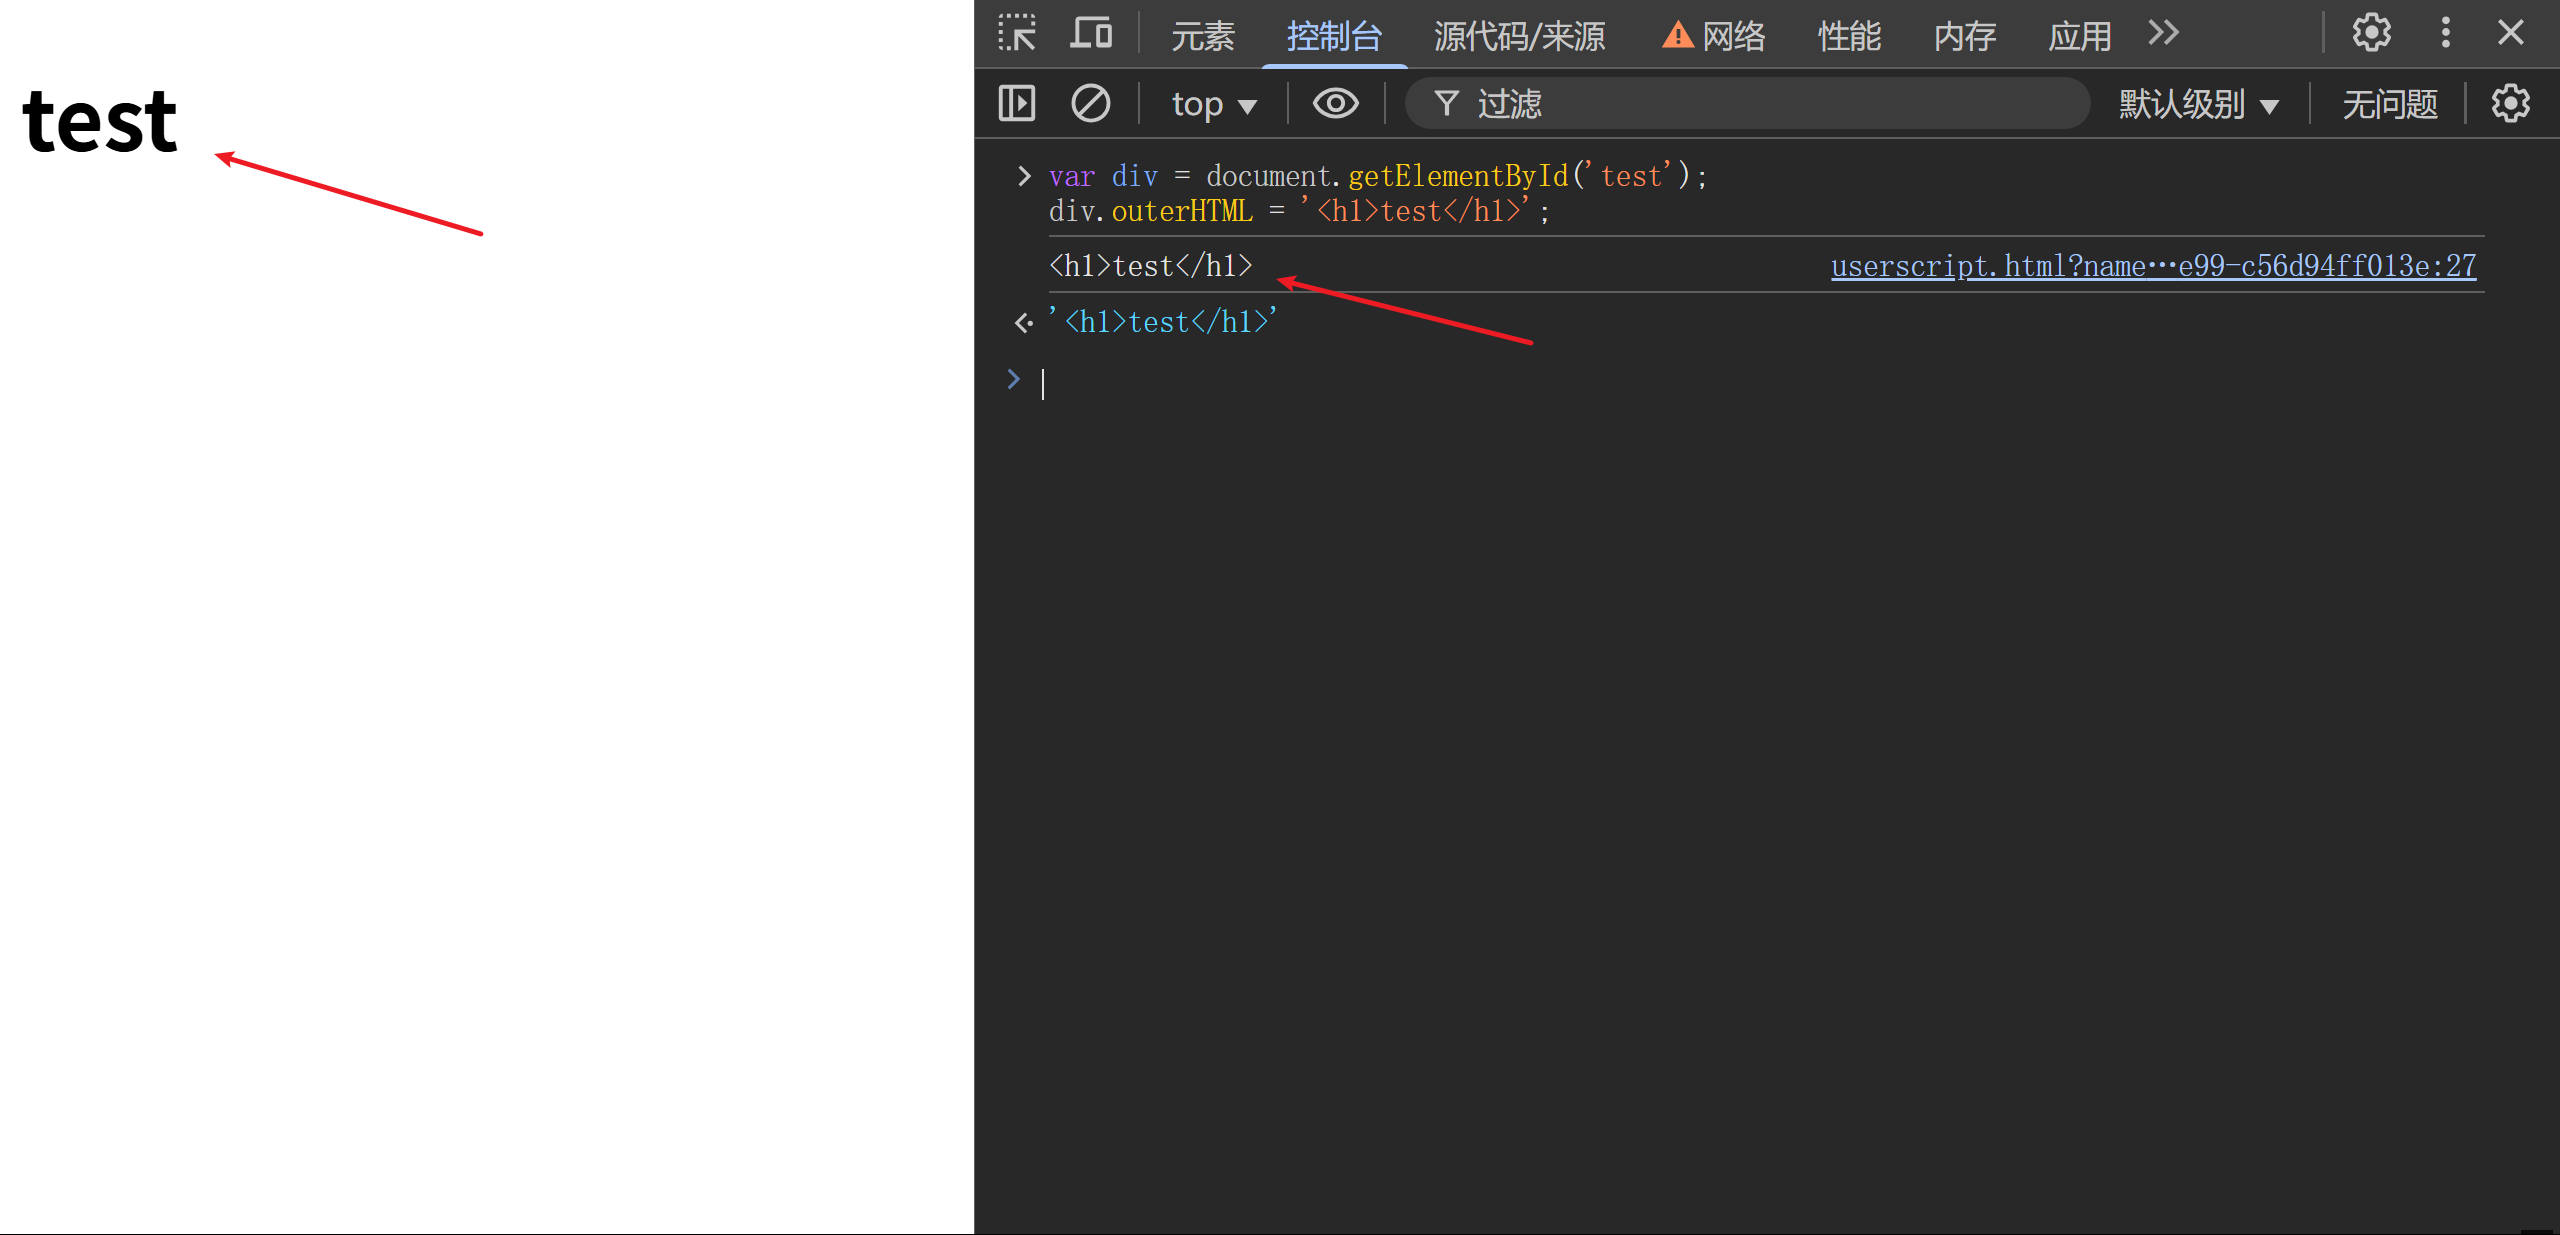 test
元素 控制台 源代码/来源 网络 性能 内存 应用
top 过滤 默认级别 无问题
var div = document.getElementById('test');
div.outerHTML = '<h1>test</h1>';
<h1>test</h1> userscript.html?name…e99-c56d94ff013e:27
'<h1>test</h1>'